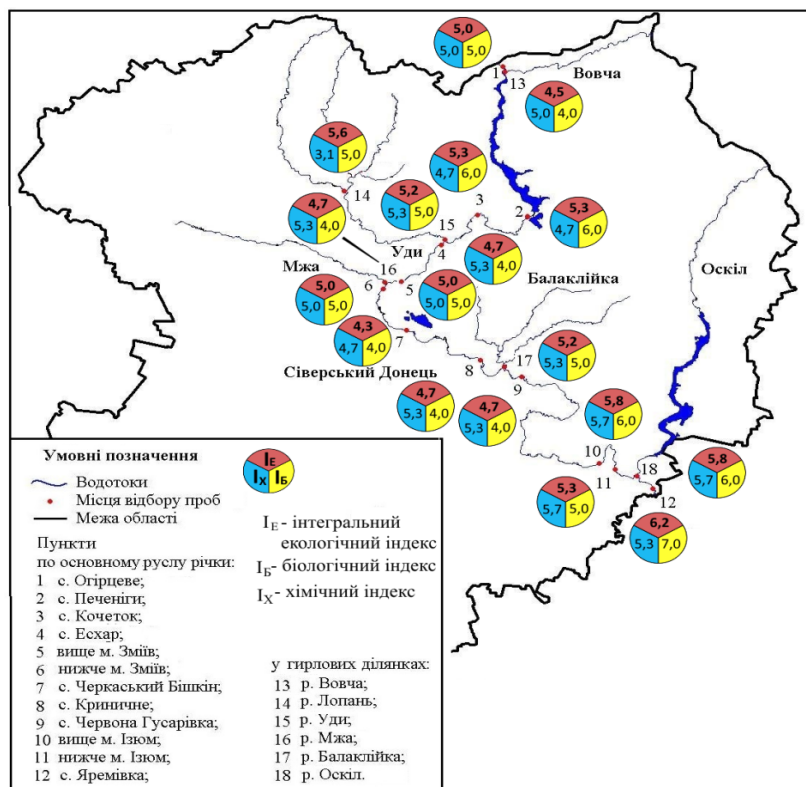 5,0
5,0 5,0
1
13
Вовча
4,5
5,0 4,0
5,6
3,1 5,0
14
5,3
4,7 6,0
5,2
5,3 5,0
3
2
5,3
4,7 6,0
4,7
5,3 4,0
15
4
Уди
4,7
5,3 4,0
Мжа
16
6
5
5,0
5,0 5,0
Балаклійка
Оскіл
5,0
5,0 5,0
4,3
4,7 4,0
7
Сіверський Донець
8
17
9
5,2
5,3 5,0
4,7
5,3 4,0
4,7
5,3 4,0
5,8
5,7 6,0
10
11
18
12
5,8
5,7 6,0
5,3
5,7 5,0
6,2
5,3 7,0
Умовні позначення
Водотоки
Місця відбору проб
Межа області
Пункти
по основному руслу річки:
1 с. Огірцеве;
2 с. Печеніги;
3 с. Кочеток;
4 с. Есхар;
5 вище м. Зміїв;
6 нижче м. Зміїв;
7 с. Черкаський Бішкін;
8 с. Криничне;
9 с. Червона Гусарівка;
10 вище м. Ізюм;
11 нижче м. Ізюм;
12 с. Яремівка;
IЕ
IХ IБ
IЕ - інтегральний
екологічний індекс
IБ- біологічний індекс
IХ - хімічний індекс
у гирлових ділянках:
13 р. Вовча;
14 р. Лопань;
15 р. Уди;
16 р. Мжа;
17 р. Балаклійка;
18 р. Оскіл.